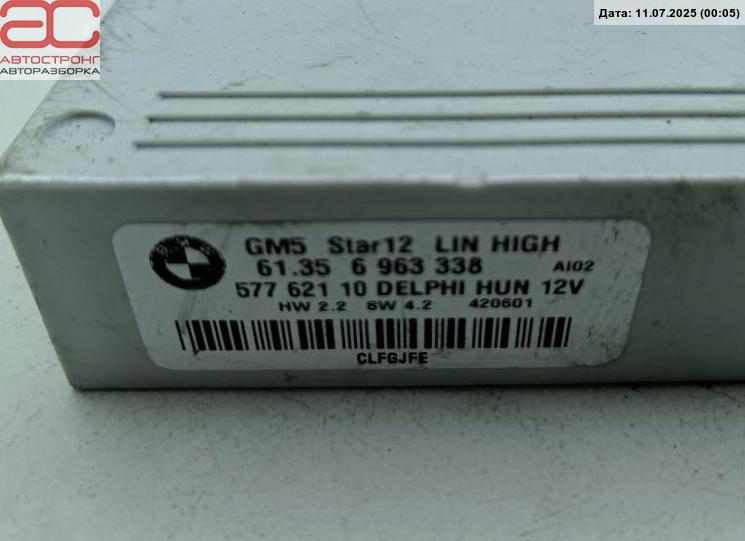 Дата: 11.07.2025 (00:05)
АС
АВТОСТРОНГ
АВТОРАЗБОРКА
BMW
GM5 Star12 LIN HIGH
61.35 6 963 338 AI02
577 621 10 DELPHI HUN 12V
HW 2.2 SW 4.2 420601
CLFGJFE